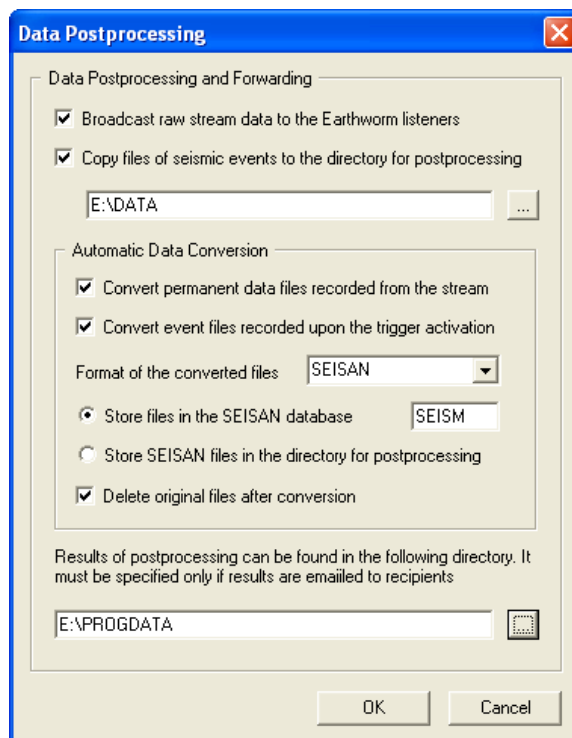 Data Postprocessing
Data Postprocessing and Forwarding
Broadcast raw stream data to the Earthworm listeners
Copy files of seismic events to the directory for postprocessing
E:\DATA
...
Automatic Data Conversion
Convert permanent data files recorded from the stream
Convert event files recorded upon the trigger activation
Format of the converted files SEISAN
Store files in the SEISAN database SEISM
Store SEISAN files in the directory for postprocessing
Delete original files after conversion
Results of postprocessing can be found in the following directory. It
must be specified only if results are emaiiled to recipients
E:\PROGDATA
...
OK Cancel